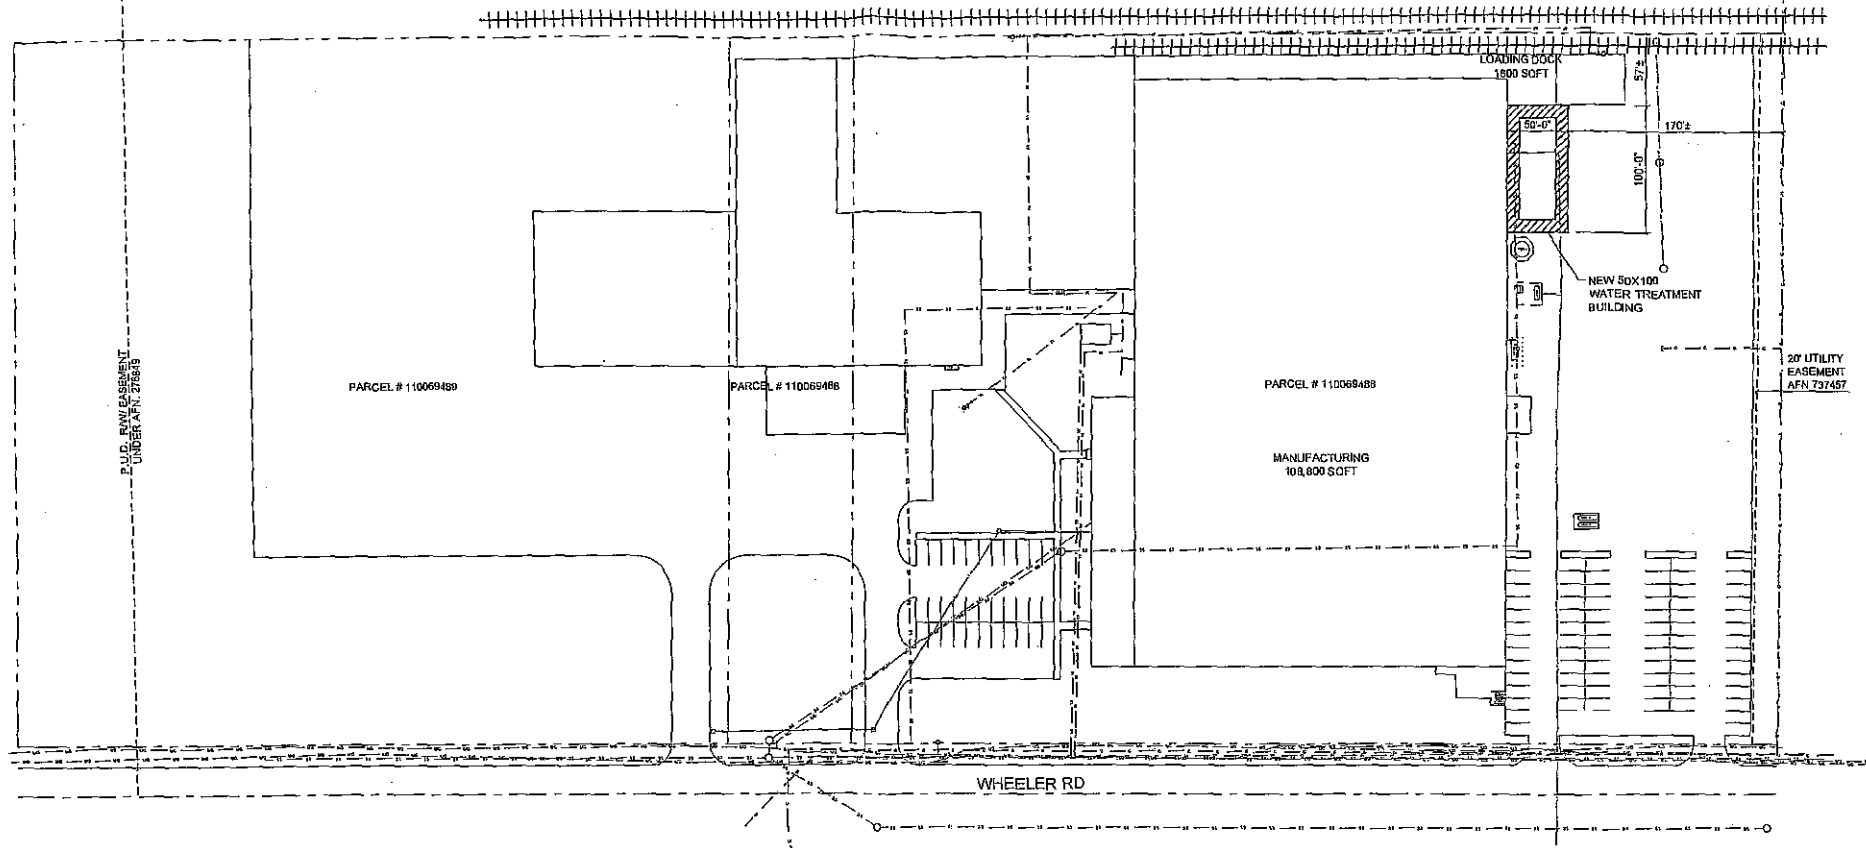 LOADING DOCK
1600 SQFT
57'±
50'-0"
170'±
100'-0"
NEW 50X100
WATER TREATMENT
BUILDING
20' UTILITY
EASEMENT
AFN 737457
P.U.D. R/W EASEMENT
UNDER AFN. 276849
PARCEL # 110069489
PARCEL # 110069488
PARCEL # 110069488
MANUFACTURING
108,800 SQFT
WHEELER RD